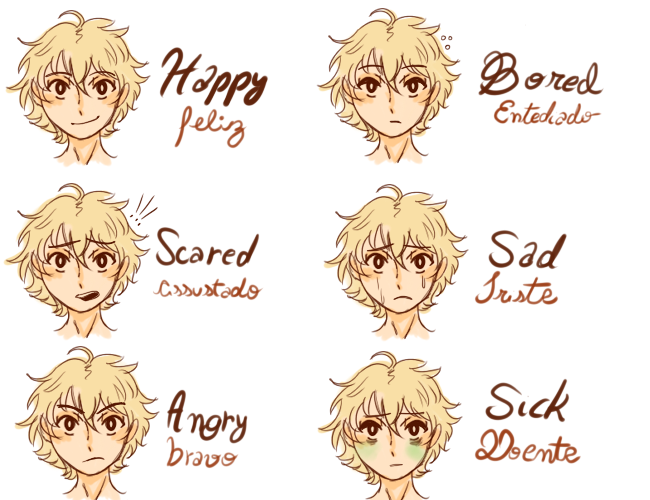 Happy
feliz
Bored
Entediado
Scared
assustado
Sad
Triste
Angry
bravo
Sick
Doente